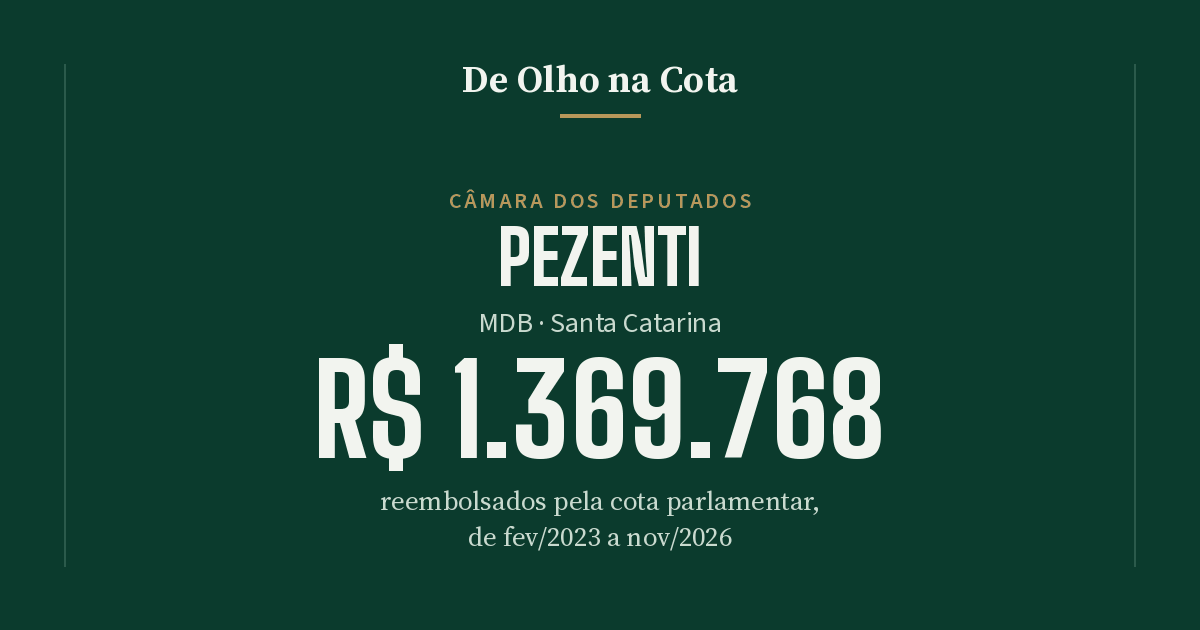 De Olho na Cota
CÂMARA DOS DEPUTADOS
PEZENTI
MDB · Santa Catarina
R$ 1.369.768
reembolsados pela cota parlamentar,
de fev/2023 a nov/2026